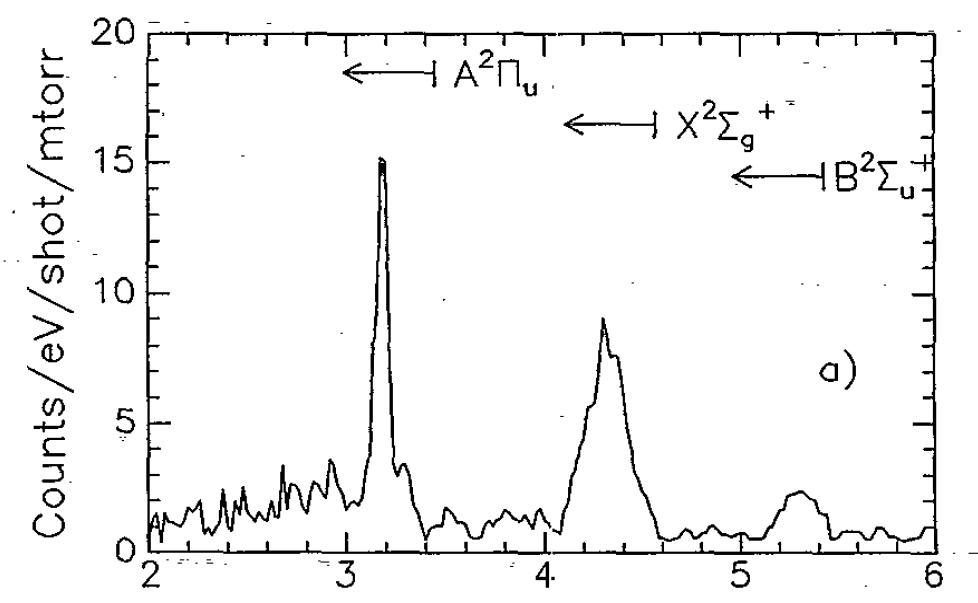 20
A²Πᵤ
X²Σg⁺
15
B²Σᵤ⁺
Counts/eV/shot/mtorr
10
a)
5
0
2 3 4 5 6